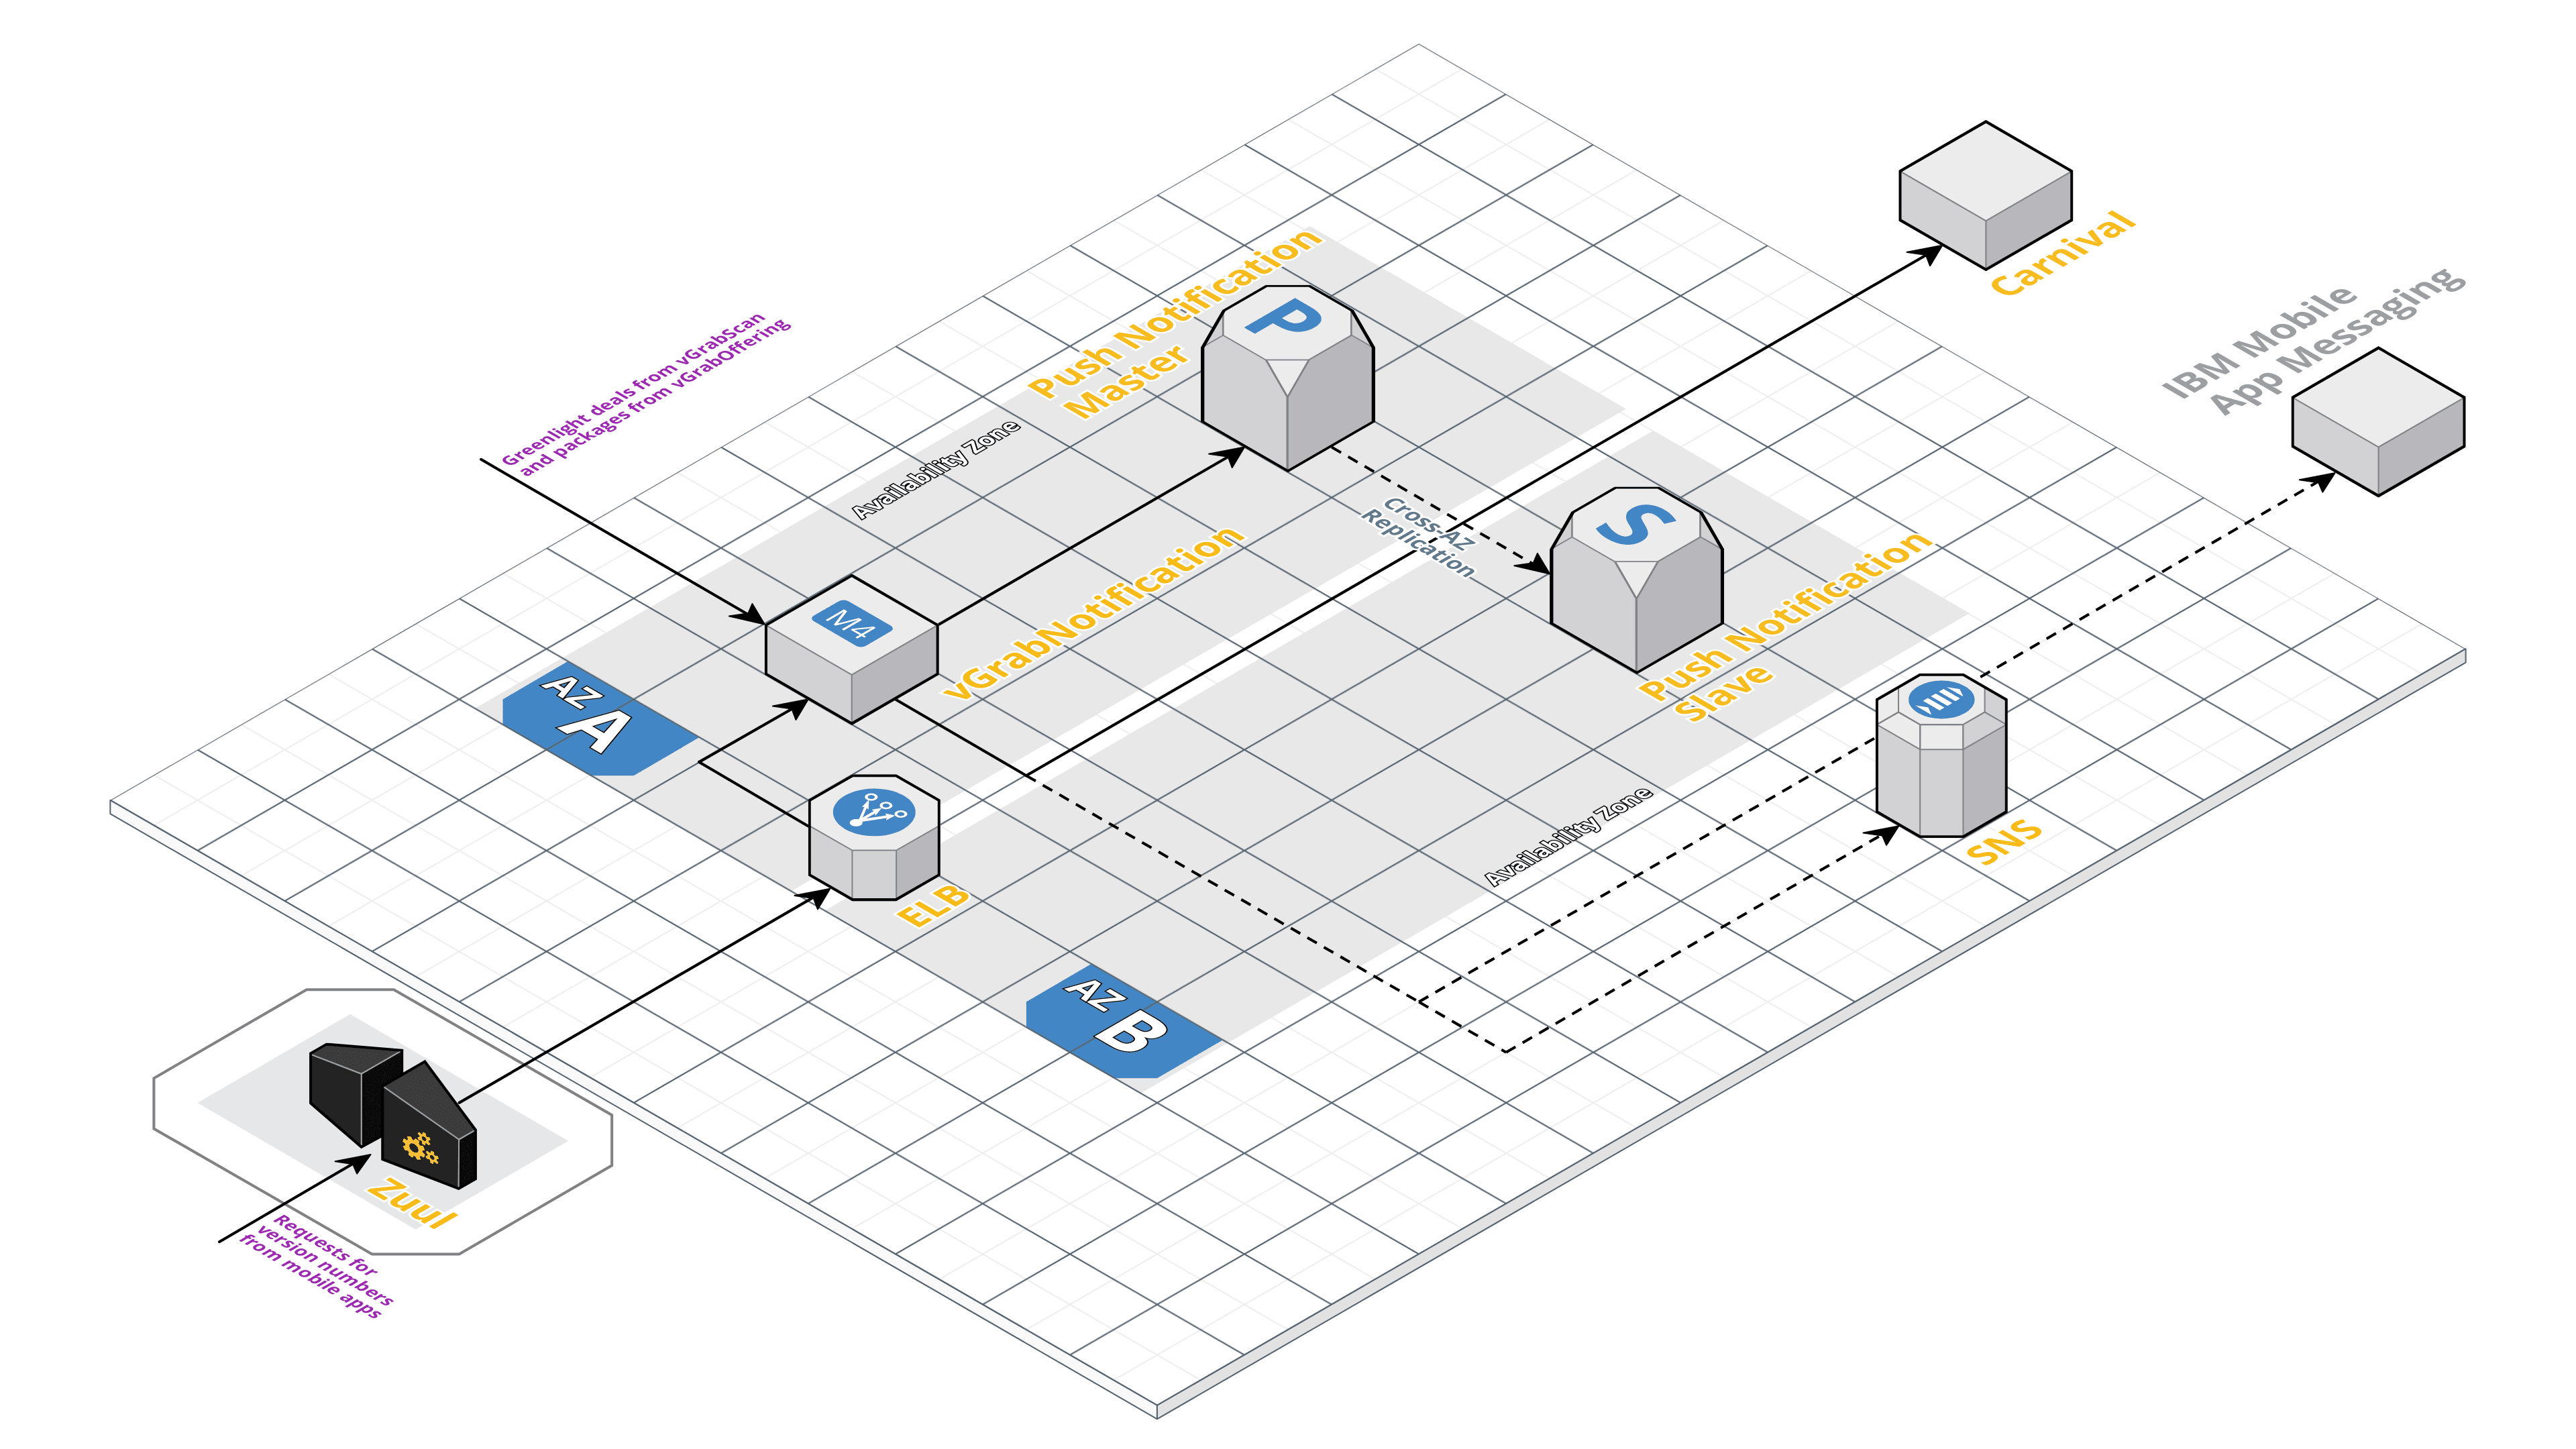 Carnival
IBM Mobile
App Messaging
Push Notification
Master
P
Greenlight deals from vGrabScan
and packages from vGrabOffering
Availability Zone
Cross-AZ
Replication
S
M4
vGrabNotification
Push Notification
Slave
AZ
A
SNS
ELB
Availability Zone
AZ
B
Zuul
Requests for
version numbers
from mobile apps